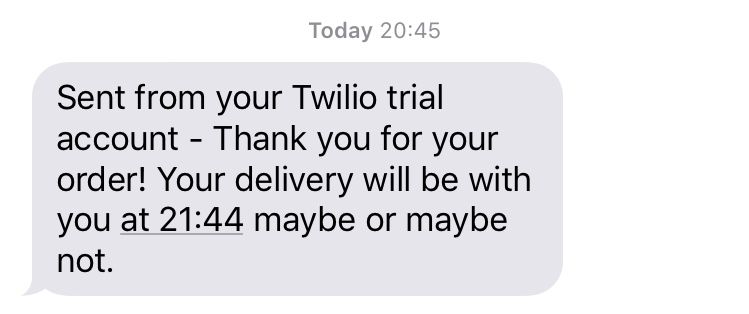 Today 20:45
Sent from your Twilio trial
account - Thank you for your
order! Your delivery will be with
you at 21:44 maybe or maybe
not.